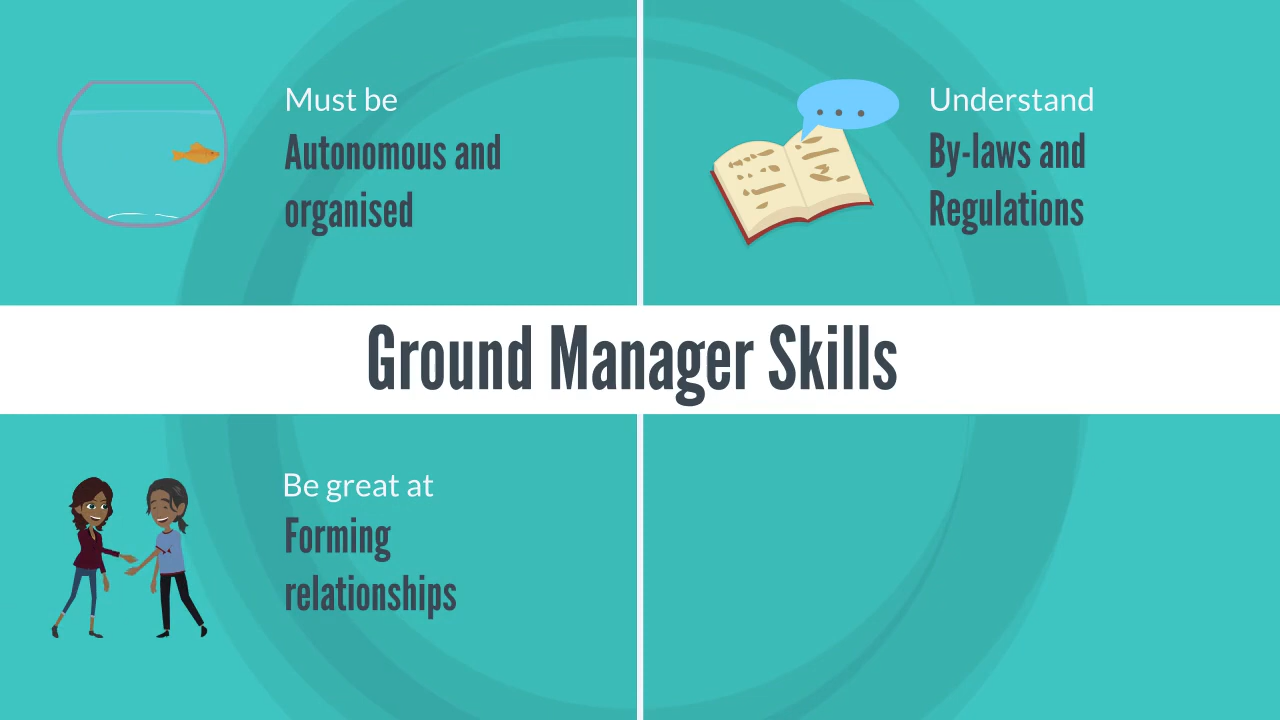 Must be
Autonomous and
organised
Understand
By-laws and
Regulations
Ground Manager Skills
Be great at
Forming
relationships